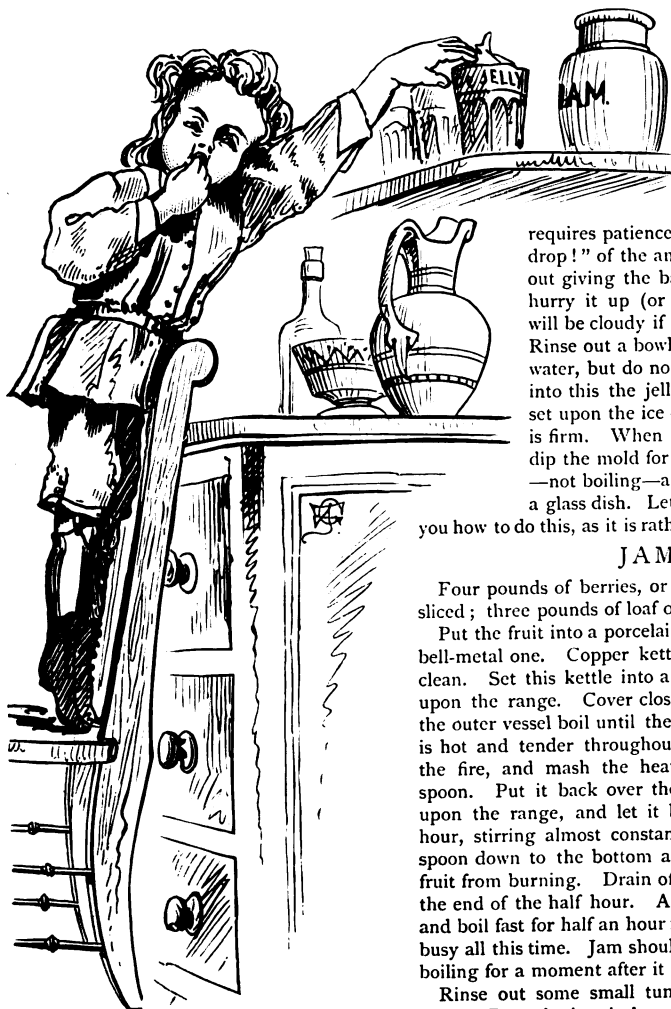 JELLY
JAM.
requires patience
drop!" of the an
out giving the b
hurry it up (or
will be cloudy if
Rinse out a bowl
water, but do no
into this the jell
set upon the ice
is firm. When
dip the mold for
—not boiling—a
a glass dish. Le
you how to do this, as it is rath
JAM
Four pounds of berries, or
sliced; three pounds of loaf o
Put the fruit into a porcelai
bell-metal one. Copper kett
clean. Set this kettle into a
upon the range. Cover clos
the outer vessel boil until the
is hot and tender throughou
the fire, and mash the hea
spoon. Put it back over the
upon the range, and let it
hour, stirring almost constan
spoon down to the bottom a
fruit from burning. Drain of
the end of the half hour. A
and boil fast for half an hour
busy all this time. Jam shoul
boiling for a moment after it
Rinse out some small tun